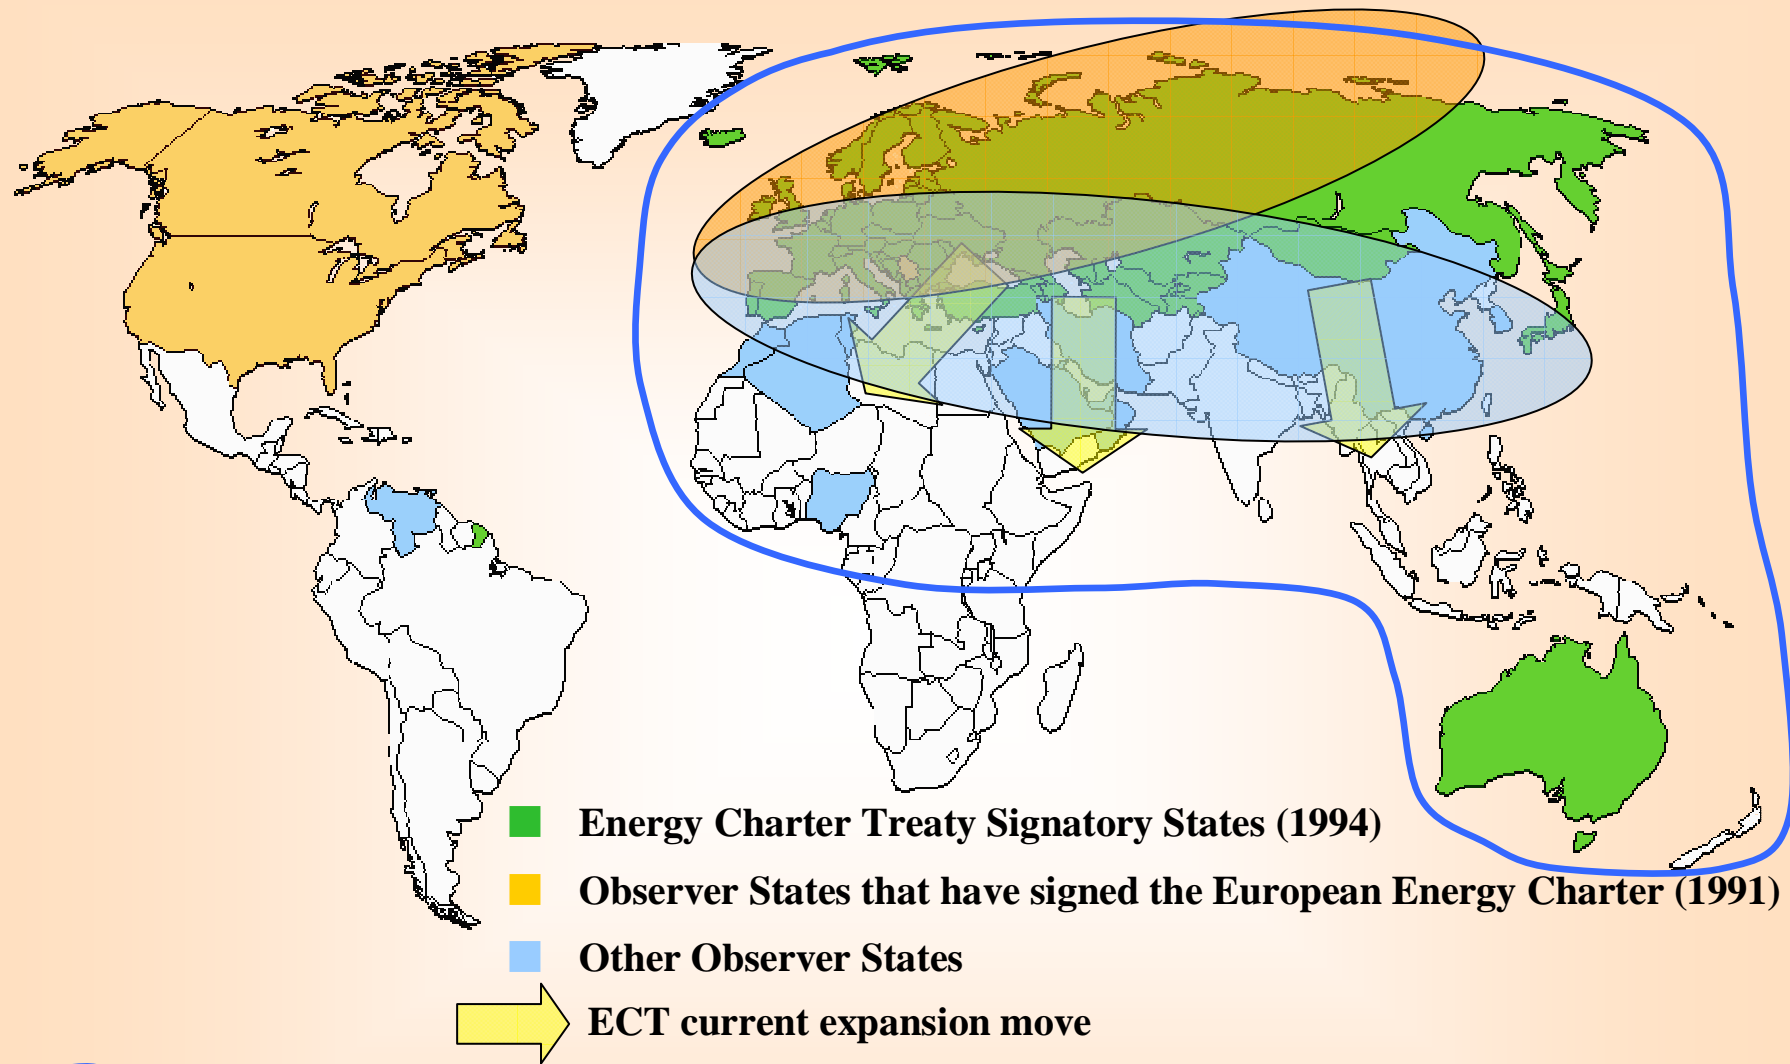 Energy Charter Treaty Signatory States (1994)
Observer States that have signed the European Energy Charter (1991)
Other Observer States
ECT current expansion move